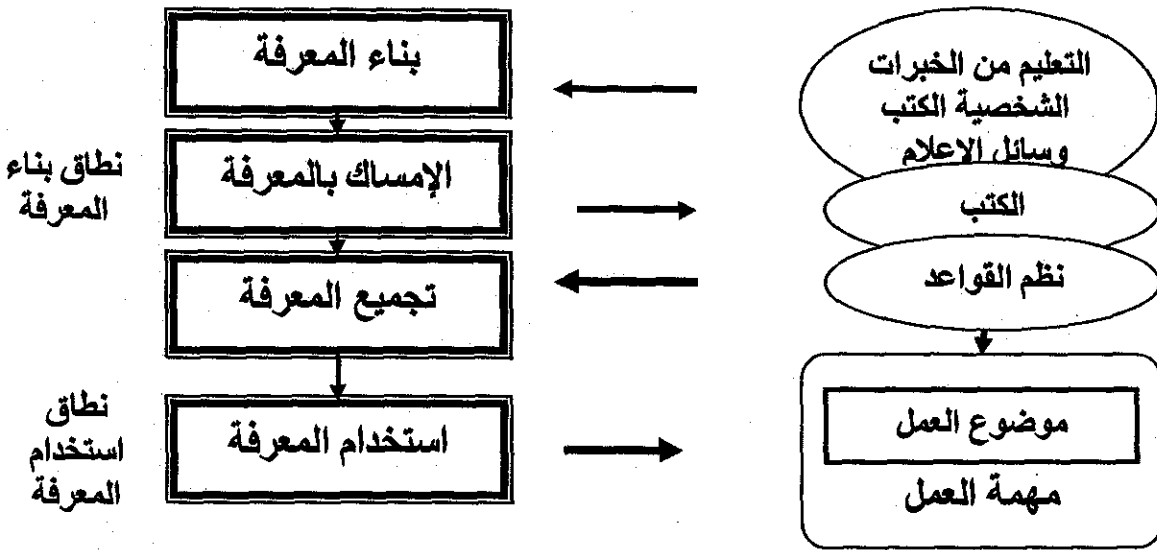 التعليم من الخبرات
الشخصية الكتب
وسائل الاعلام
الكتب
نظم القواعد
موضوع العمل
مهمة العمل
بناء المعرفة
الإمساك بالمعرفة
تجميع المعرفة
استخدام المعرفة
نطاق بناء
المعرفة
نطاق
استخدام
المعرفة